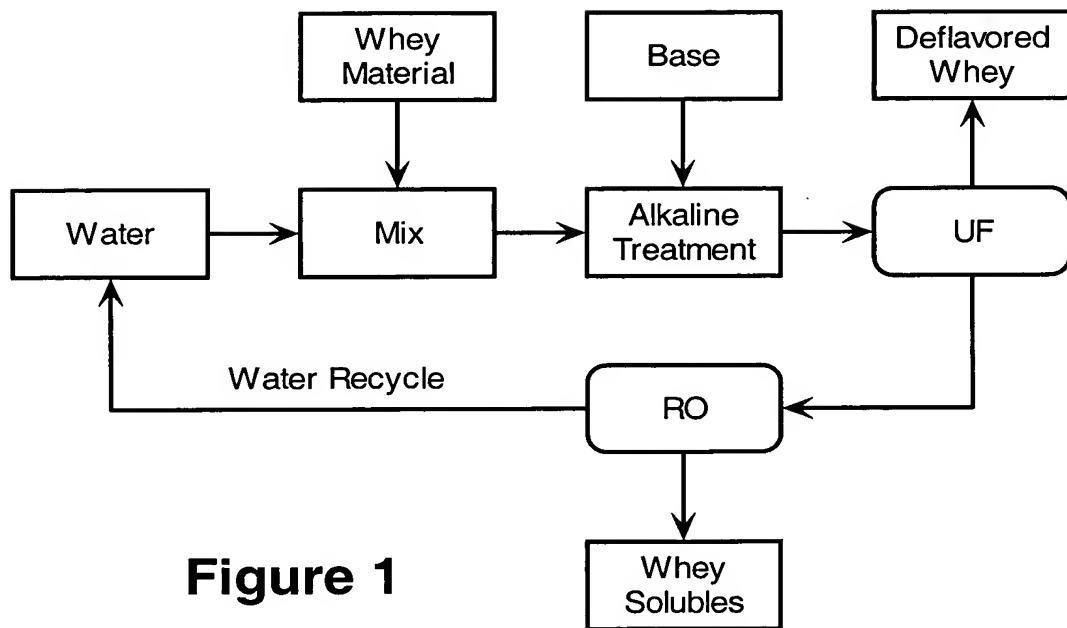 Whey
Material
Base
Deflavored
Whey
Water
Mix
Alkaline
Treatment
UF
Water Recycle
RO
Whey
Solubles
Figure 1